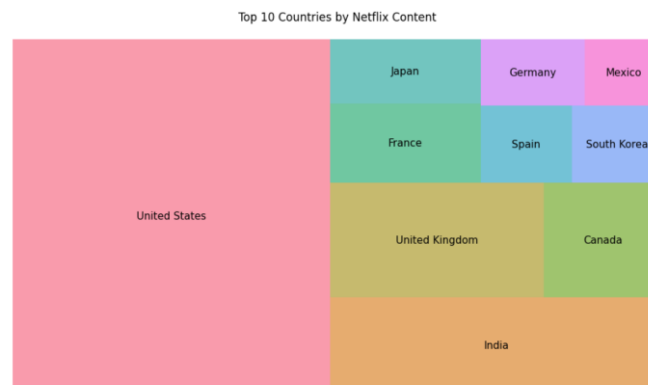 Top 10 Countries by Netflix Content
Japan
Germany
Mexico
France
Spain
South Korea
United States
United Kingdom
Canada
India